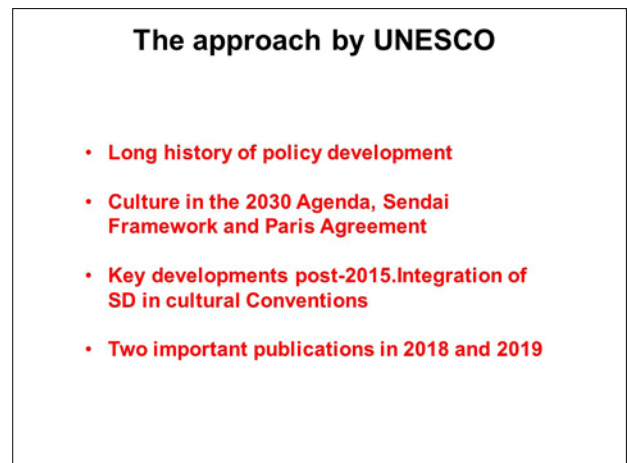 The approach by UNESCO
• Long history of policy development
• Culture in the 2030 Agenda, Sendai
Framework and Paris Agreement
• Key developments post-2015.Integration of
SD in cultural Conventions
• Two important publications in 2018 and 2019